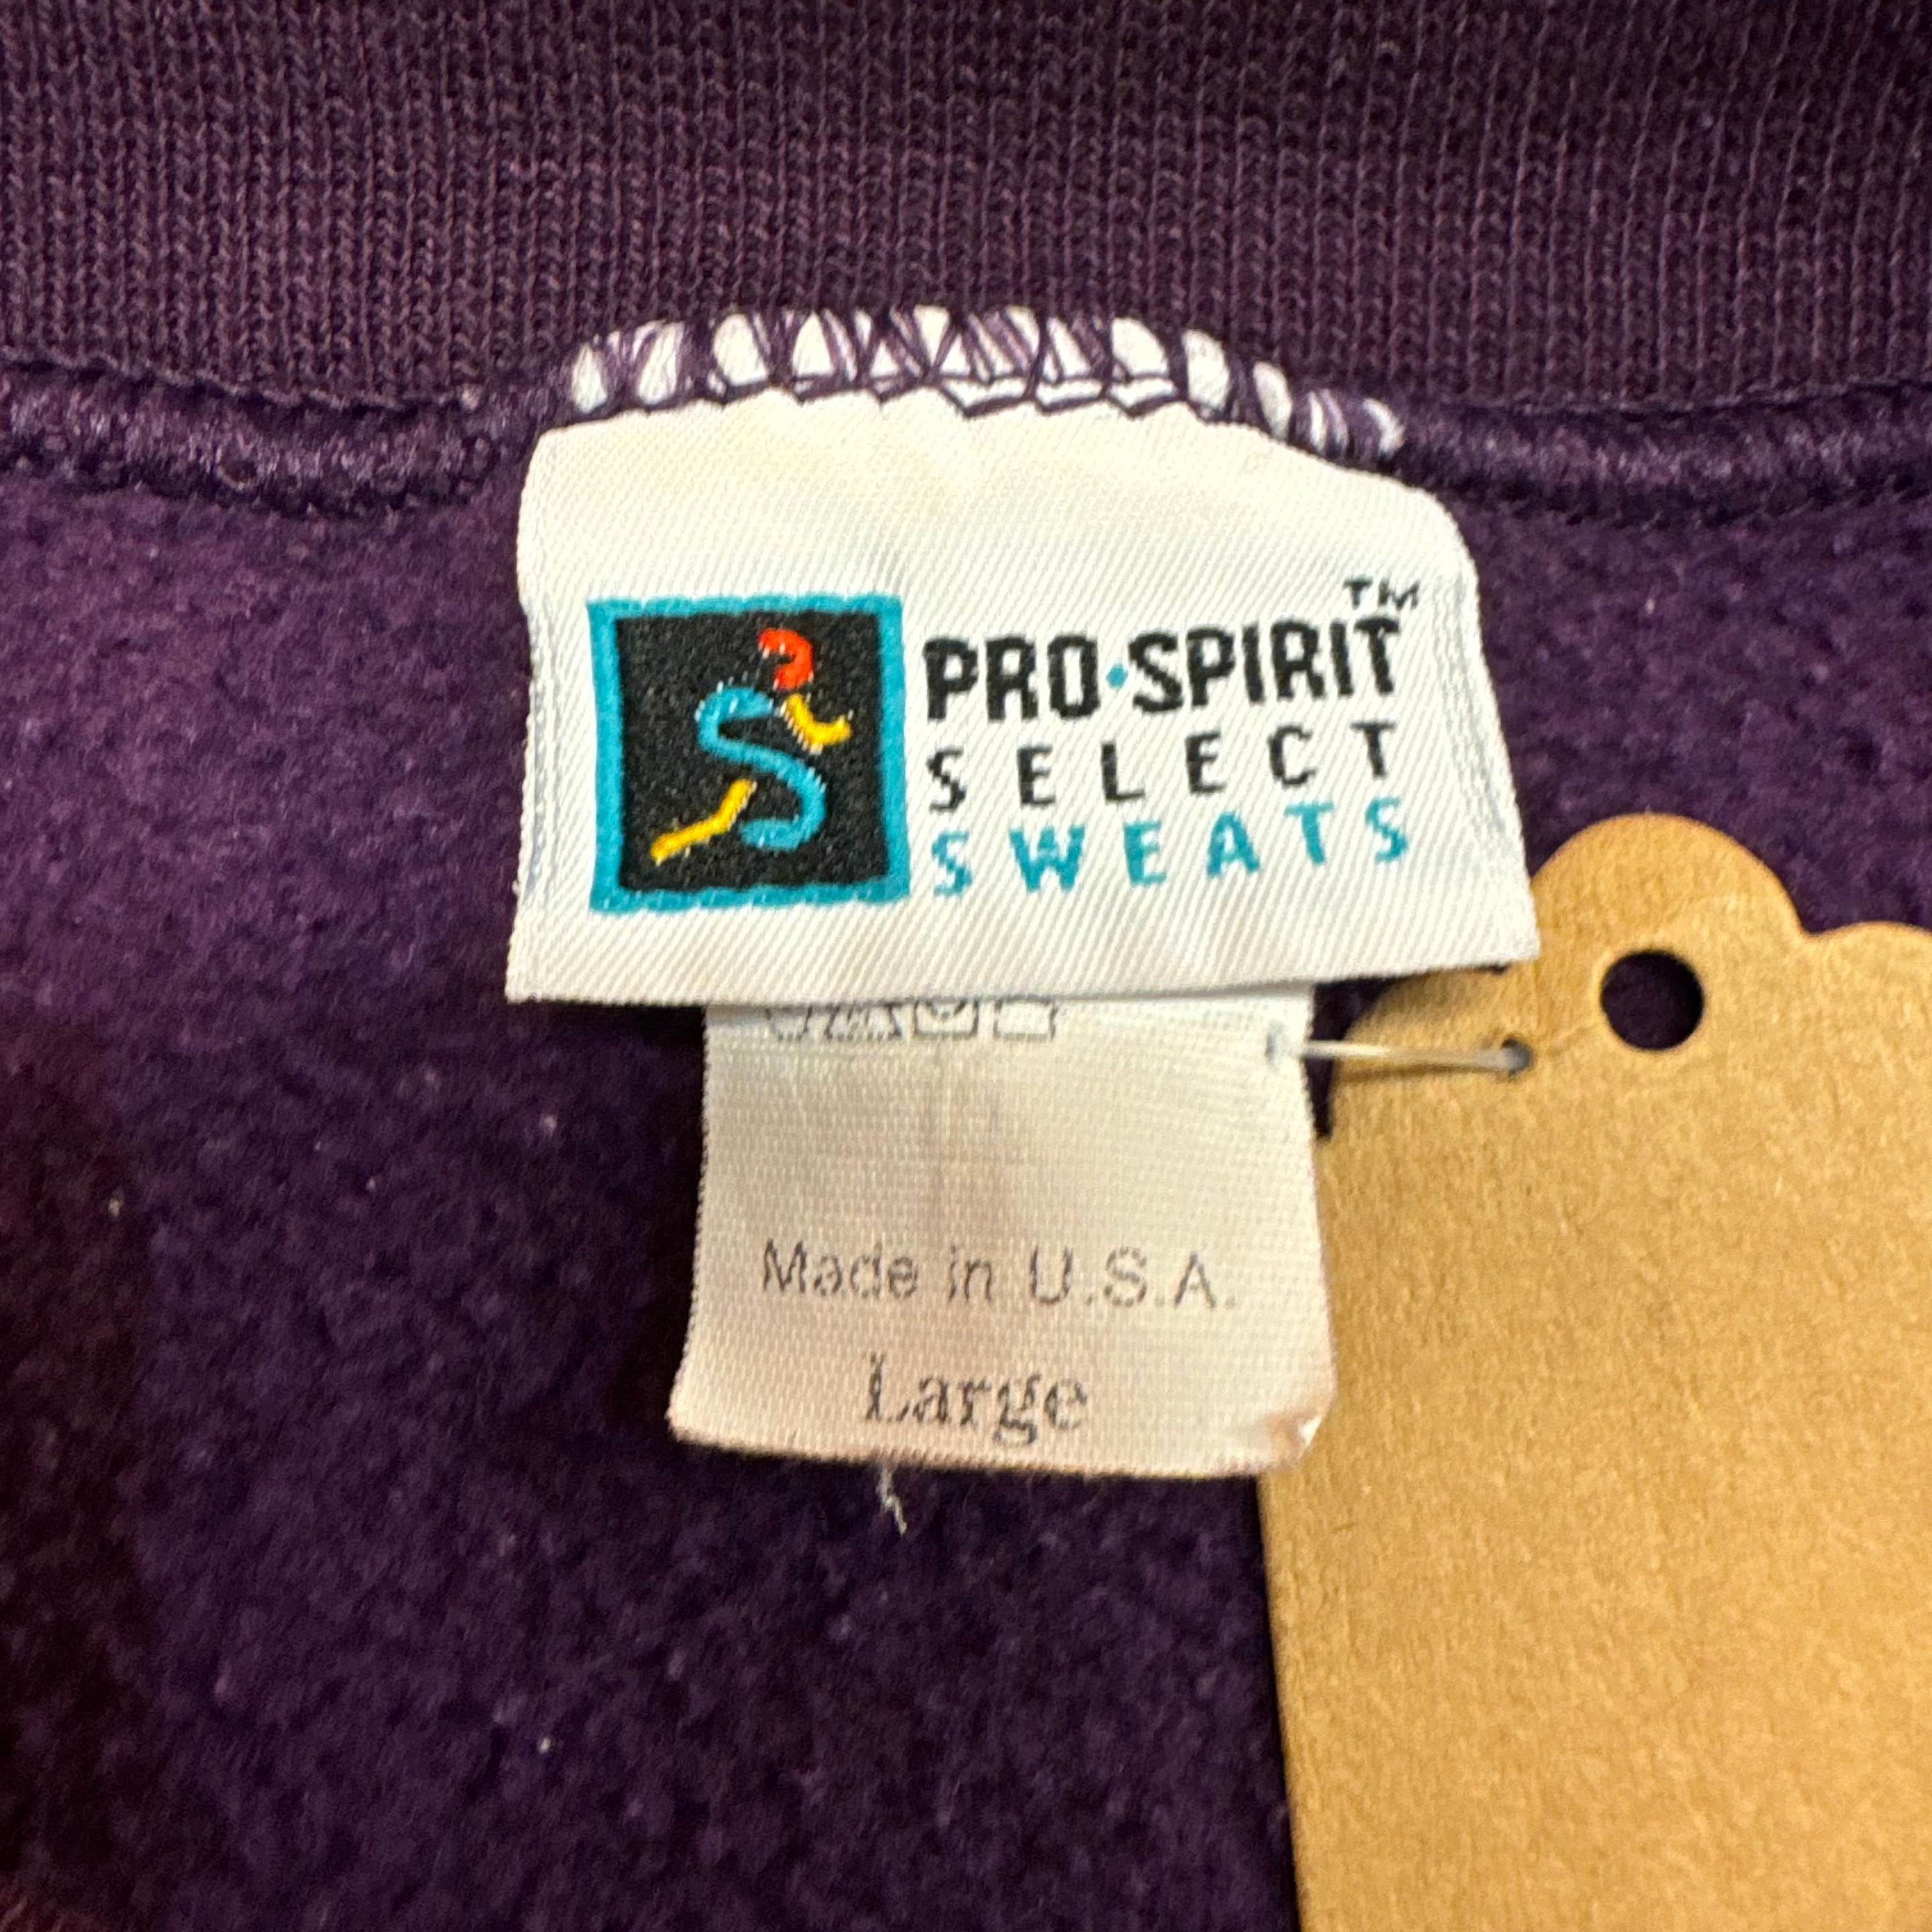 PRO·SPIRIT™
SELECT
SWEATS
Made in U.S.A.
Large